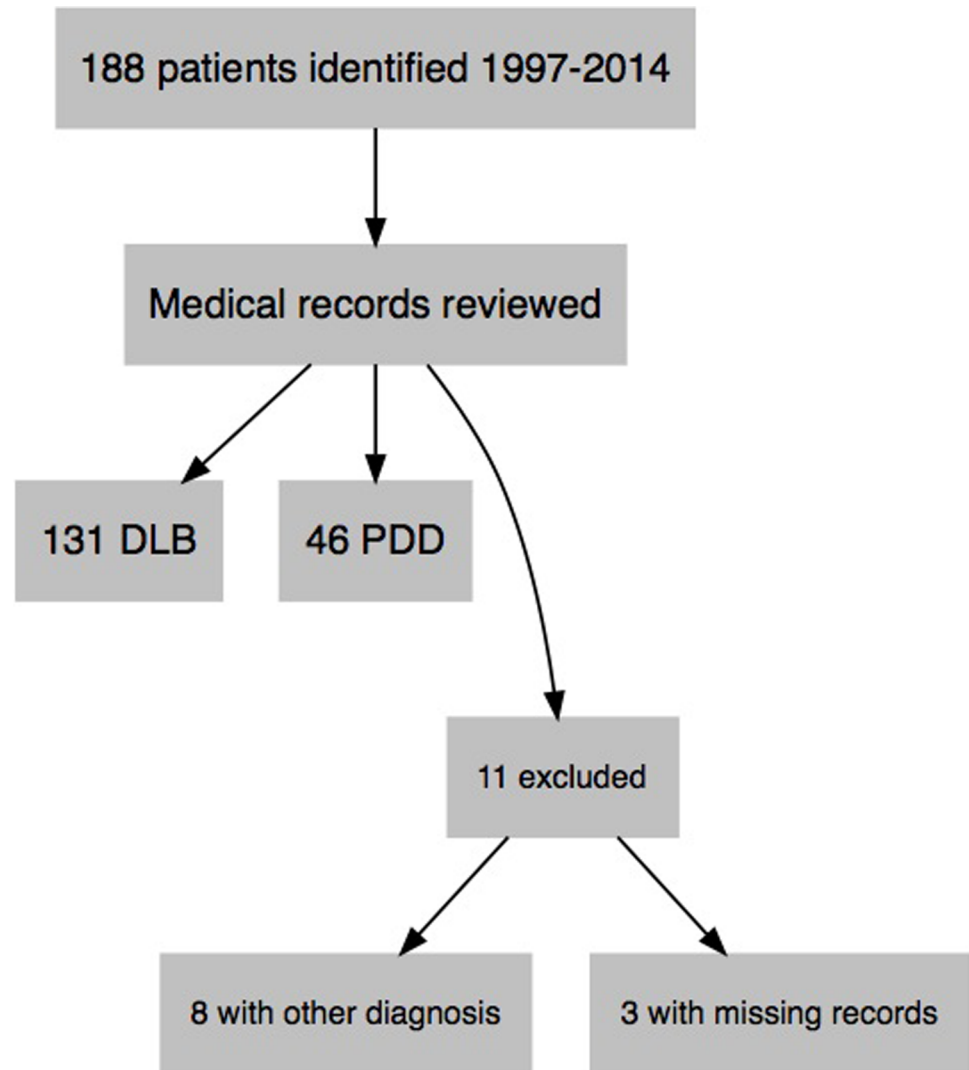 188 patients identified 1997-2014
Medical records reviewed
131 DLB
46 PDD
11 excluded
8 with other diagnosis
3 with missing records